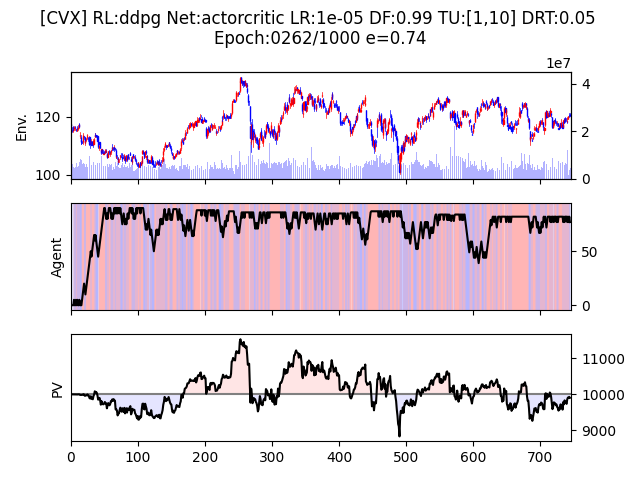 [CVX] RL:ddpg Net:actorcritic LR:1e-05 DF:0.99 TU:[1,10] DRT:0.05
Epoch:0262/1000 e=0.74
1e7
Env.
120
100
4
2
0
Agent
50
0
PV
11000
10000
9000
0 100 200 300 400 500 600 700